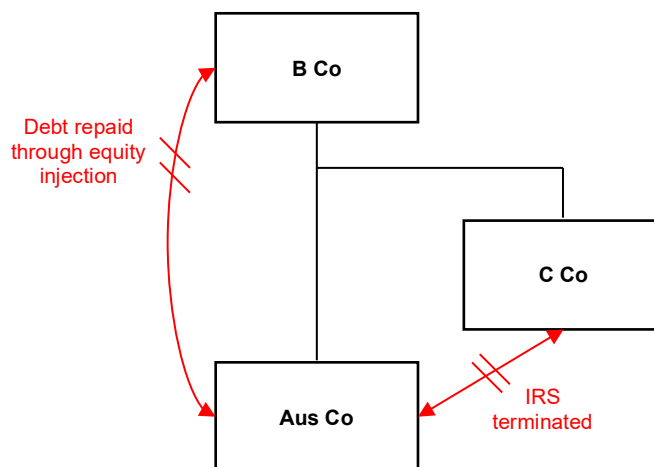 B Co
Debt repaid
through equity
injection
C Co
IRS
terminated
Aus Co